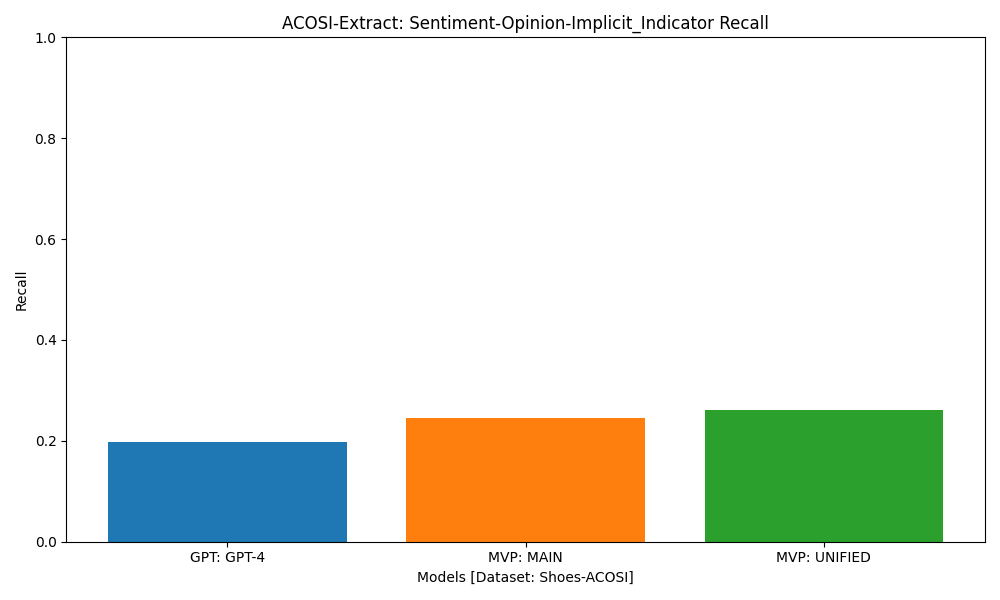 ACOSI-Extract: Sentiment-Opinion-Implicit_Indicator Recall
1.0
0.8
0.6
0.4
0.2
0.0
Recall
GPT: GPT-4
MVP: MAIN
MVP: UNIFIED
Models [Dataset: Shoes-ACOSI]